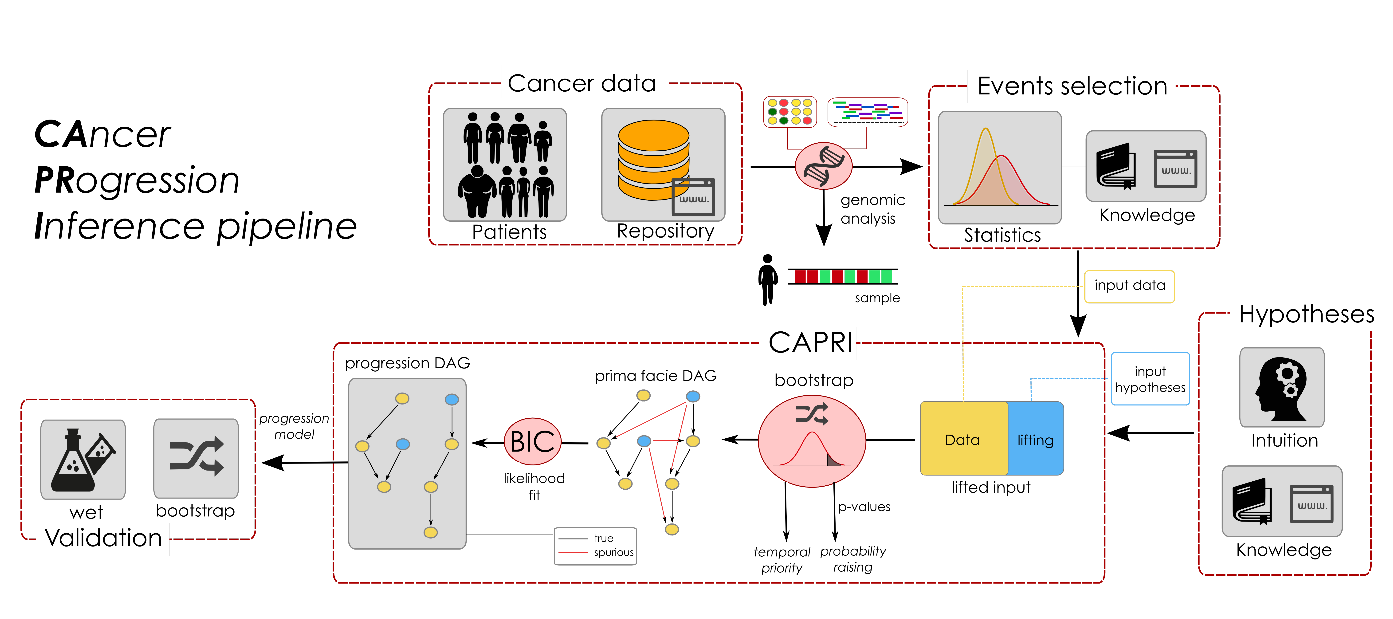 CAncer
PRogression
Inference pipeline
Cancer data
Patients
www.
Repository
genomic
analysis
sample
Events selection
Statistics
www.
Knowledge
input data
Hypotheses
Intuition
www.
Knowledge
input
hypotheses
CAPRI
progression DAG
prima facie DAG
bootstrap
Data
lifting
lifted input
p-values
temporal
priority
probability
raising
BIC
likelihood
fit
true
spurious
progression
model
wet
bootstrap
Validation